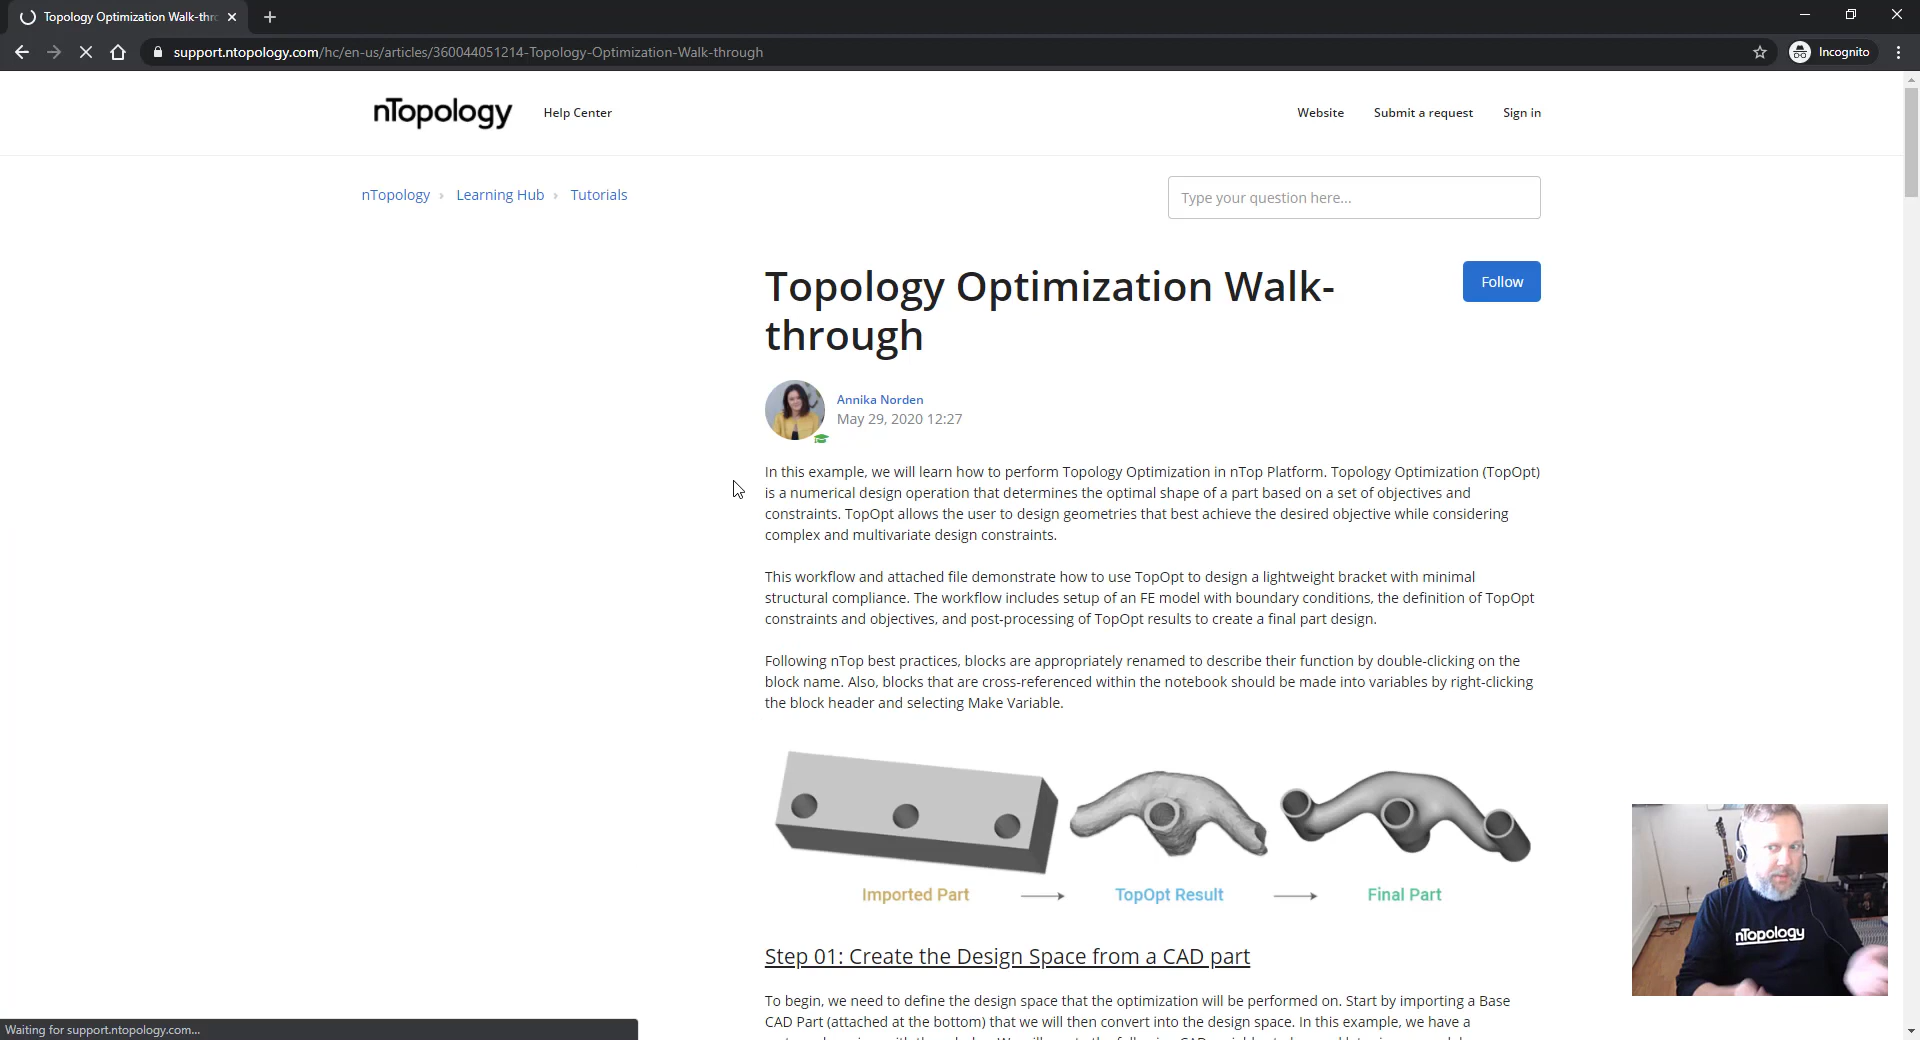 Topology Optimization Walk-thr
support.ntopology.com/hc/en-us/articles/360044051214-Topology-Optimization-Walk-through
Incognito
nTopology
Help Center
Website
Submit a request
Sign in
nTopology › Learning Hub › Tutorials
Type your question here...
Topology Optimization Walk-
through
Follow
Annika Norden
May 29, 2020 12:27
In this example, we will learn how to perform Topology Optimization in nTop Platform. Topology Optimization (TopOpt)
is a numerical design operation that determines the optimal shape of a part based on a set of objectives and
constraints. TopOpt allows the user to design geometries that best achieve the desired objective while considering
complex and multivariate design constraints.
This workflow and attached file demonstrate how to use TopOpt to design a lightweight bracket with minimal
structural compliance. The workflow includes setup of an FE model with boundary conditions, the definition of TopOpt
constraints and objectives, and post-processing of TopOpt results to create a final part design.
Following nTop best practices, blocks are appropriately renamed to describe their function by double-clicking on the
block name. Also, blocks that are cross-referenced within the notebook should be made into variables by right-clicking
the block header and selecting Make Variable.
Imported Part
TopOpt Result
Final Part
nTopology
Step 01: Create the Design Space from a CAD part
To begin, we need to define the design space that the optimization will be performed on. Start by importing a Base
CAD Part (attached at the bottom) that we will then convert into the design space. In this example, we have a
Waiting for support.ntopology.com...